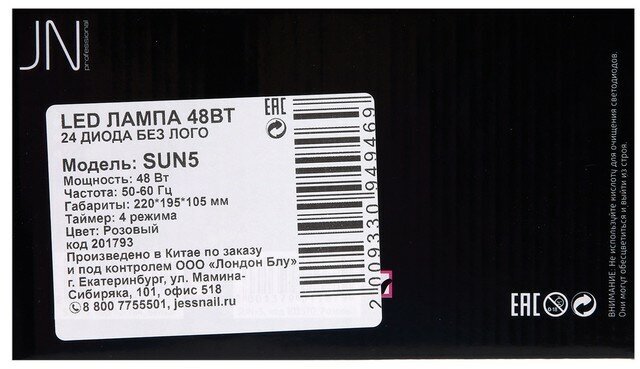 JN
professional
LED ЛАМПА 48ВТ
24 ДИОДА БЕЗ ЛОГО
Модель: SUN5
Мощность: 48 Вт
Частота: 50-60 Гц
Габариты: 220*195*105 мм
Таймер: 4 режима
Цвет: Розовый
код 201793
Произведено в Китае по заказу
и под контролем ООО «Лондон Блу»
г. Екатеринбург, ул. Мамина-
Сибиряка, 101, офис 518
8 800 7755501, jessnail.ru
EAC
2 009330 949469
ВНИМАНИЕ. Не используйте кислоту для очищения светодиодов.
Они могут обесцветиться и выйти из строя.
EAC